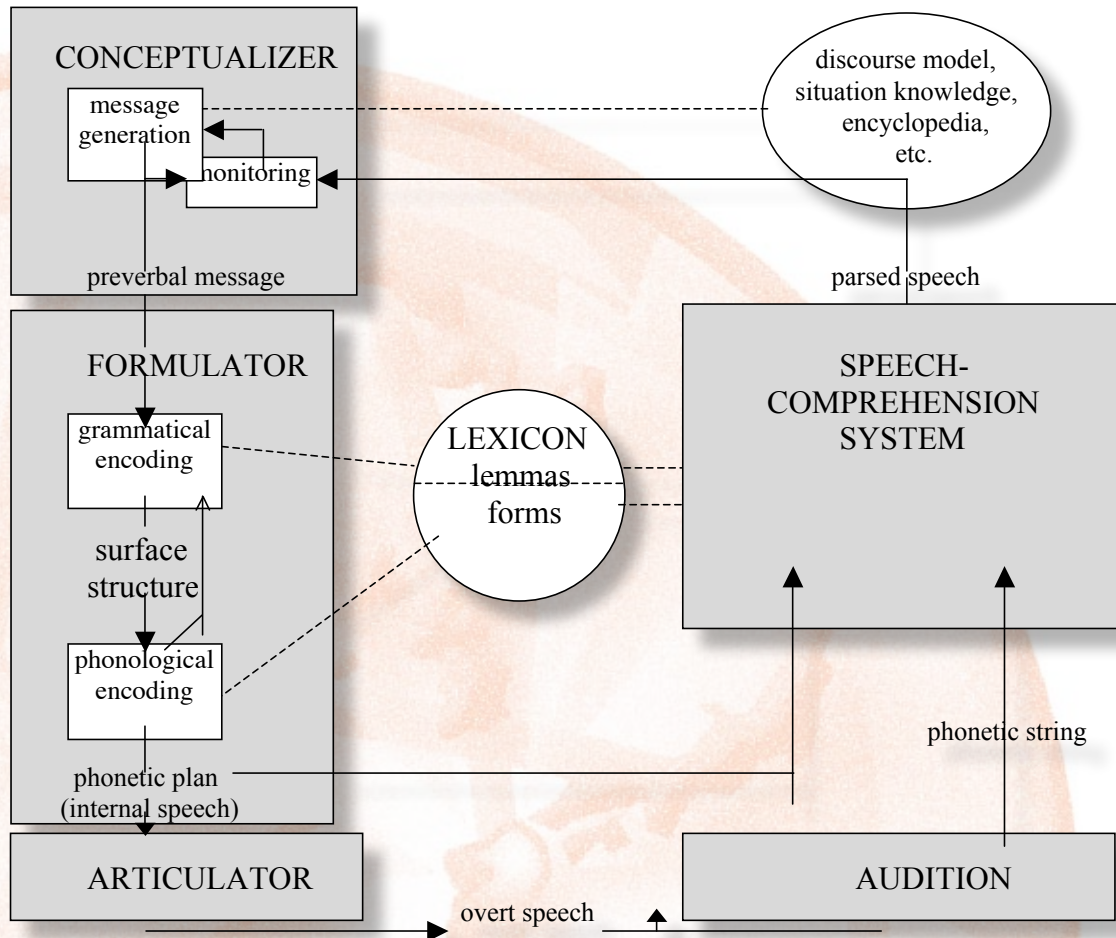 CONCEPTUALIZER
message
generation
monitoring
preverbal message
discourse model,
situation knowledge,
encyclopedia,
etc.
parsed speech
FORMULATOR
grammatical
encoding
surface
structure
phonological
encoding
phonetic plan
(internal speech)
LEXICON
lemmas
forms
SPEECH-
COMPREHENSION
SYSTEM
phonetic string
ARTICULATOR
overt speech
AUDITION